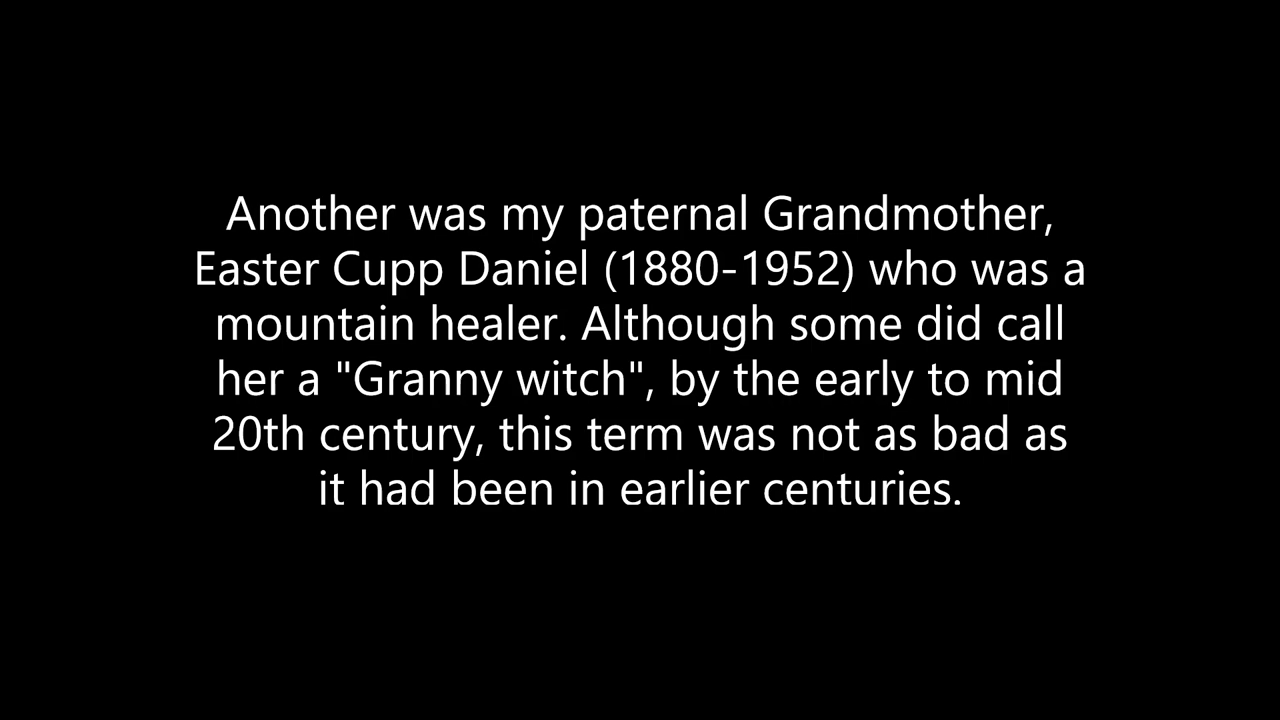 Another was my paternal Grandmother,
Easter Cupp Daniel (1880-1952) who was a
mountain healer. Although some did call
her a "Granny witch", by the early to mid
20th century, this term was not as bad as
it had been in earlier centuries.